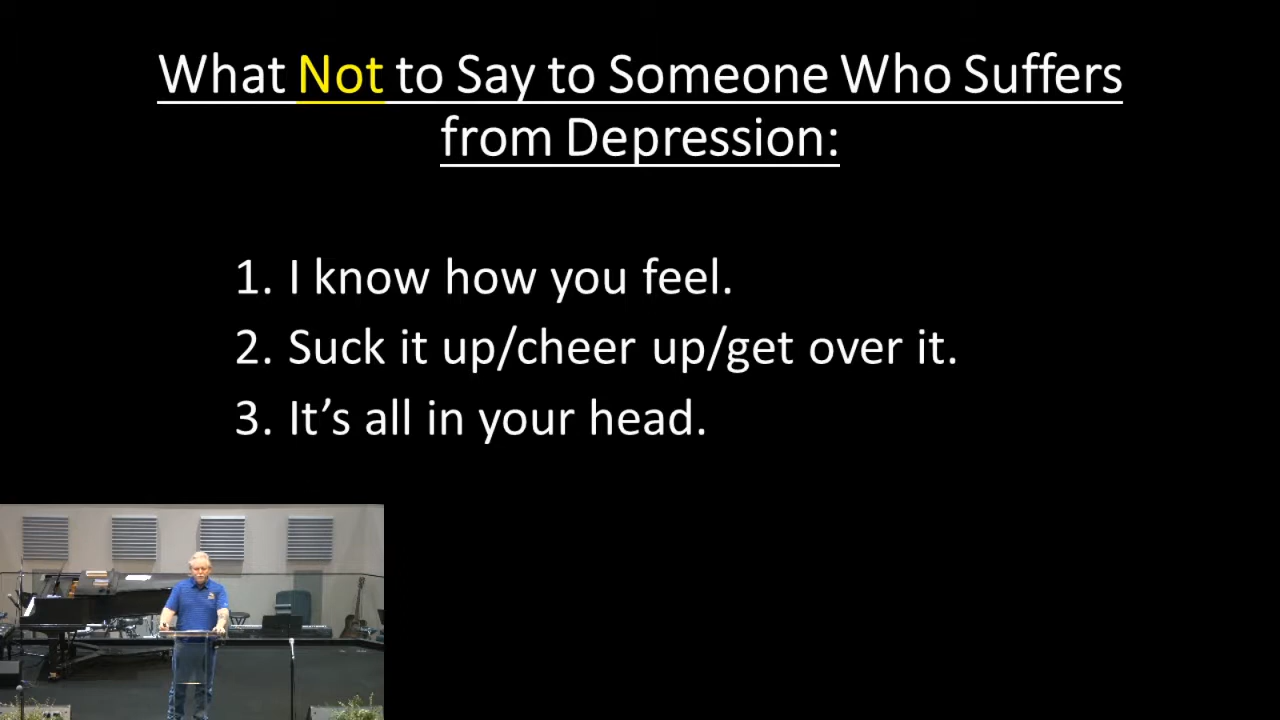 What Not to Say to Someone Who Suffers
from Depression:
1. I know how you feel.
2. Suck it up/cheer up/get over it.
3. It’s all in your head.